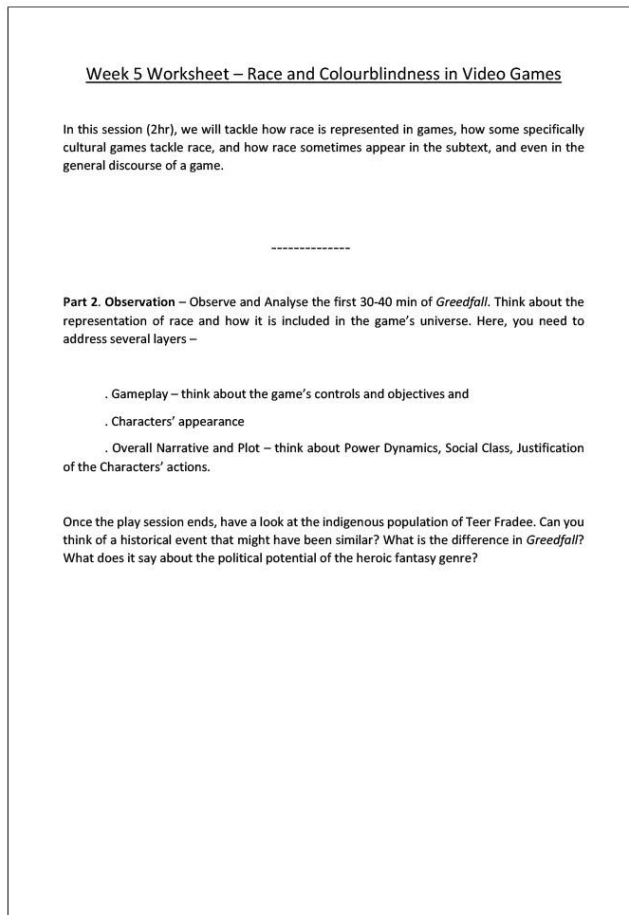 Week 5 Worksheet – Race and Colourblindness in Video Games
In this session (2hr), we will tackle how race is represented in games, how some specifically
cultural games tackle race, and how race sometimes appear in the subtext, and even in the
general discourse of a game.
--------------
Part 2. Observation – Observe and Analyse the first 30-40 min of Greedfall. Think about the
representation of race and how it is included in the game's universe. Here, you need to
address several layers –
. Gameplay – think about the game's controls and objectives and
. Characters' appearance
. Overall Narrative and Plot – think about Power Dynamics, Social Class, Justification
of the Characters' actions.
Once the play session ends, have a look at the indigenous population of Teer Fradee. Can you
think of a historical event that might have been similar? What is the difference in Greedfall?
What does it say about the political potential of the heroic fantasy genre?